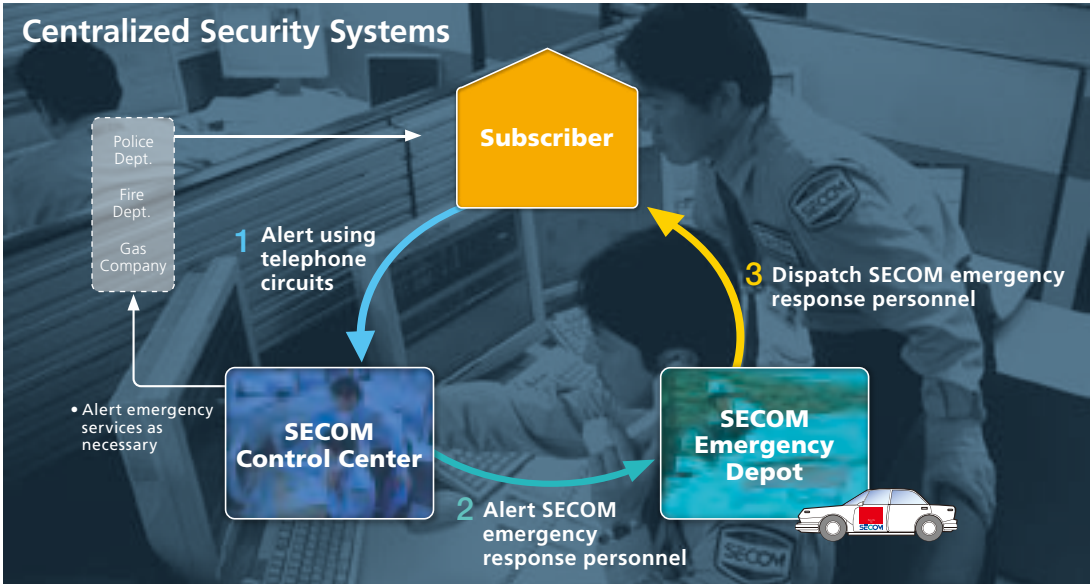 Centralized Security Systems
Subscriber
Police
Dept.
Fire
Dept.
Gas
Company
1 Alert using
telephone
circuits
3 Dispatch SECOM emergency
response personnel
• Alert emergency
services as
necessary
SECOM
Control Center
SECOM
Emergency
Depot
2 Alert SECOM
emergency
response personnel
SECOM
SECOM
SECOM